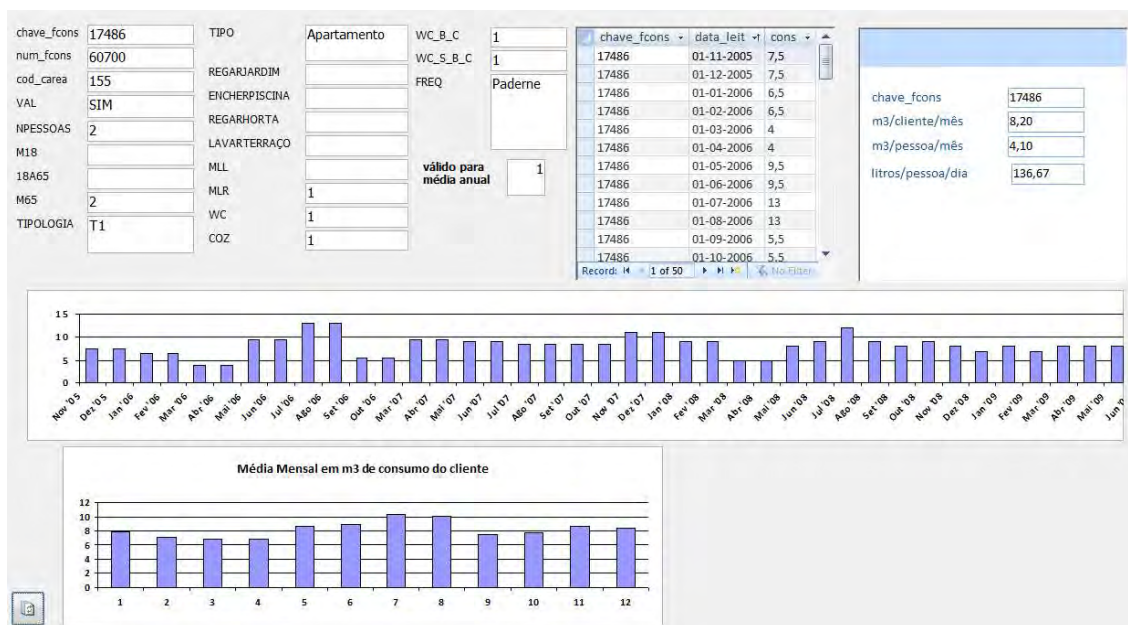 chave_fcons 17486
num_fcons 60700
cod_carea 155
VAL SIM
NPESSOAS 2
M18
18A65
M65 2
TIPOLOGIA T1
TIPO Apartamento
REGARJARDIM
ENCHERPISCINA
REGARHORTA
LAVARTERRAÇO
MLL
MLR 1
WC 1
COZ 1
WC_B_C 1
WC_S_B_C 1
FREQ Paderne
válido para
média anual 1
chave_fcons data_leit cons
17486 01-11-2005 7,5
17486 01-12-2005 7,5
17486 01-01-2006 6,5
17486 01-02-2006 6,5
17486 01-03-2006 4
17486 01-04-2006 4
17486 01-05-2006 9,5
17486 01-06-2006 9,5
17486 01-07-2006 13
17486 01-08-2006 13
17486 01-09-2006 5,5
17486 01-10-2006 5,5
Record: 1 of 50 No Filter
chave_fcons 17486
m3/cliente/mês 8,20
m3/pessoa/mês 4,10
litros/pessoa/dia 136,67
15
10
5
0
Nov '05 Dez '05 Jan '06 Fev '06 Mar '06 Abr '06 Mai '06 Jun '06 Jul '06 Ago '06 Set '06 Out '06 Mar '07 Abr '07 Mai '07 Jun '07 Jul '07 Ago '07 Set '07 Out '07 Nov '07 Dez '07 Jan '08 Fev '08 Mar '08 Abr '08 Mai '08 Jun '08 Jul '08 Ago '08 Set '08 Out '08 Nov '08 Dez '08 Jan '09 Fev '09 Mar '09 Abr '09 Mai '09 Jun
Média Mensal em m3 de consumo do cliente
12
10
8
6
4
2
0
1 2 3 4 5 6 7 8 9 10 11 12